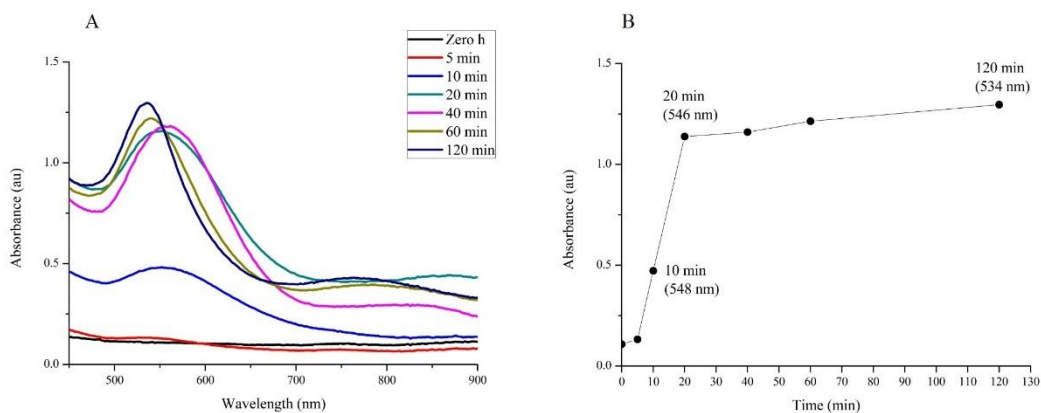 A
Zero h
5 min
10 min
20 min
40 min
60 min
120 min
1.5
1.0
0.5
0.0
Absorbance (au)
500
600
700
800
900
Wavelength (nm)
B
1.5
1.0
0.5
0.0
Absorbance (au)
20 min
(546 nm)
120 min
(534 nm)
10 min
(548 nm)
0
10
20
30
40
50
60
70
80
90
100
110
120
130
Time (min)